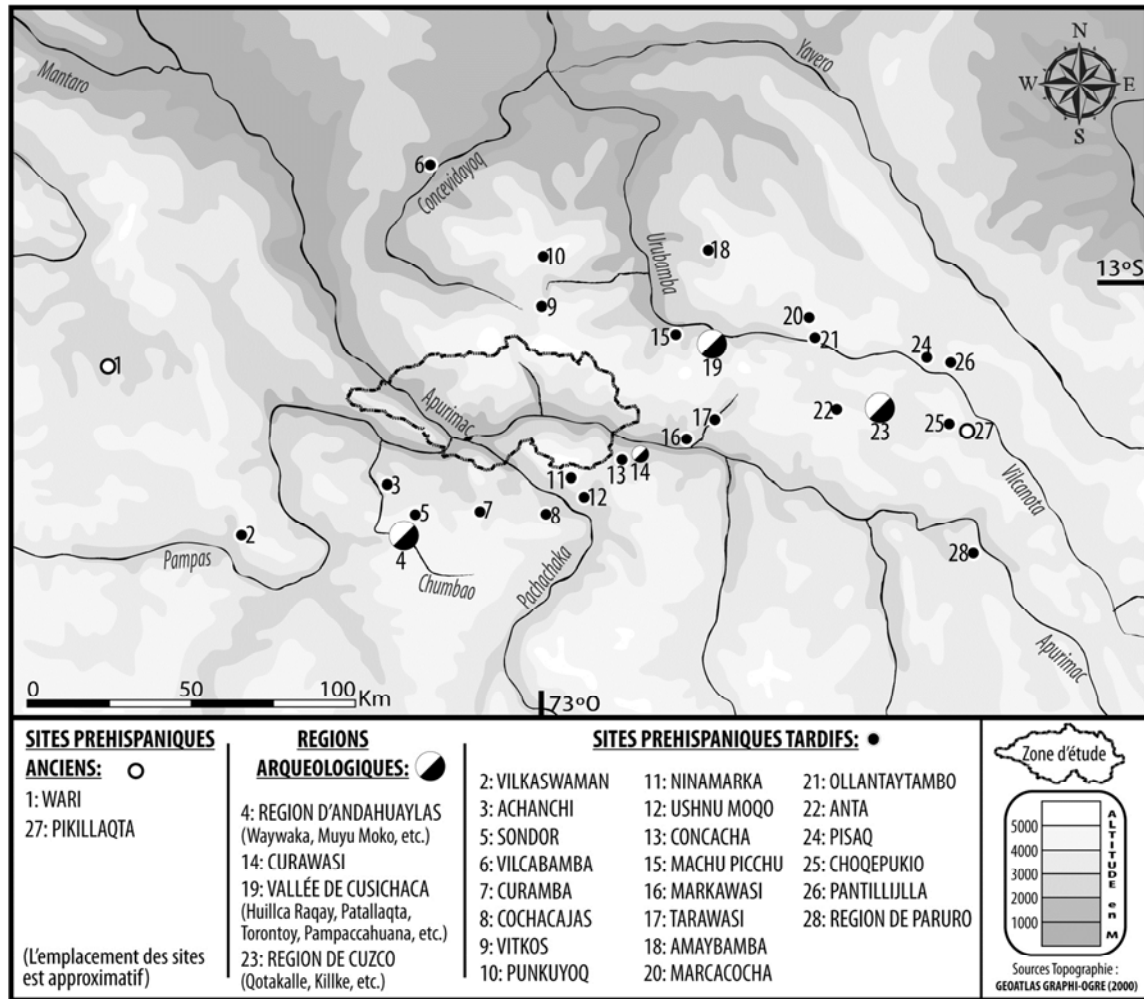 Mantaro
Yavero
N
W
E
S
6
Concevidayoq
10
Urubamba
18
13ºS
9
20
15
21
19
24
26
1
Apurimac
22
23
25
27
17
16
13
14
3
11
12
5
7
8
2
4
Pampas
Chumbao
Pachachaka
Vilcanota
28
Apurimac
0
50
100
Km
73ºO
SITES PREHISPANIQUES
ANCIENS:
1: WARI
27: PIKILLAQTA
(L'emplacement des sites
est approximatif)
REGIONS
ARQUEOLOGIQUES:
4: REGION D'ANDAHUAYLAS
(Waywaka, Muyu Moko, etc.)
14: CURAWASI
19: VALLÉE DE CUSICHACA
(Huillca Raqay, Patallaqta,
Torontoy, Pampaccahuana, etc.)
23: REGION DE CUZCO
(Qotakalle, Killke, etc.)
SITES PREHISPANIQUES TARDIFS:
2: VILKASWAMAN
3: ACHANCHI
5: SONDOR
6: VILCABAMBA
7: CURAMBA
8: COCHACAJAS
9: VITKOS
10: PUNKUYOQ
11: NINAMARKA
12: USHNU MOQO
13: CONCACHA
15: MACHU PICCHU
16: MARKAWASI
17: TARAWASI
18: AMAYBAMBA
20: MARCACOCHA
21: OLLANTAYTAMBO
22: ANTA
24: PISAQ
25: CHOQEPUKIO
26: PANTILLIJLLA
28: REGION DE PARURO
Zone d'étude
5000
4000
3000
2000
1000
ALTITUDE en M
Sources Topographie :
GEOATLAS GRAPHI-OGRE (2000)